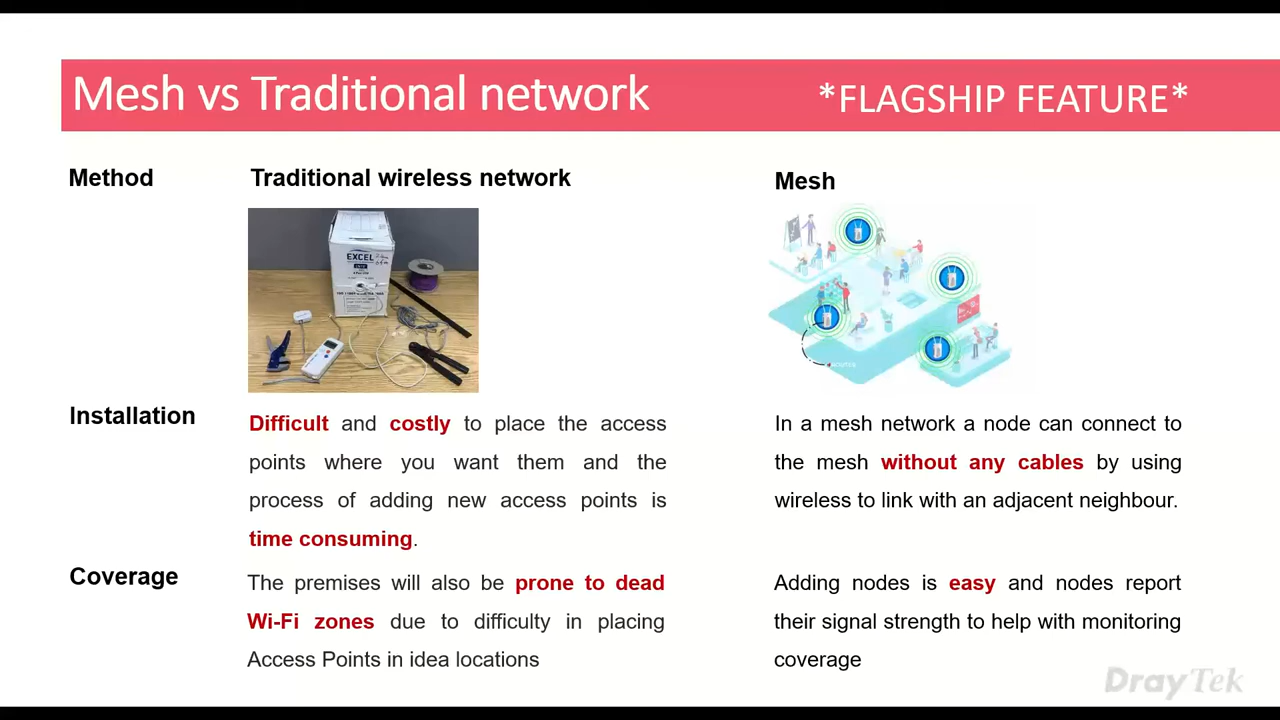 Mesh vs Traditional network
*FLAGSHIP FEATURE*
Method
Traditional wireless network
Mesh
EXCEL
Installation
Difficult and costly to place the access
points where you want them and the
process of adding new access points is
time consuming.
In a mesh network a node can connect to
the mesh without any cables by using
wireless to link with an adjacent neighbour.
Coverage
The premises will also be prone to dead
Wi-Fi zones due to difficulty in placing
Access Points in idea locations
Adding nodes is easy and nodes report
their signal strength to help with monitoring
coverage
DrayTek